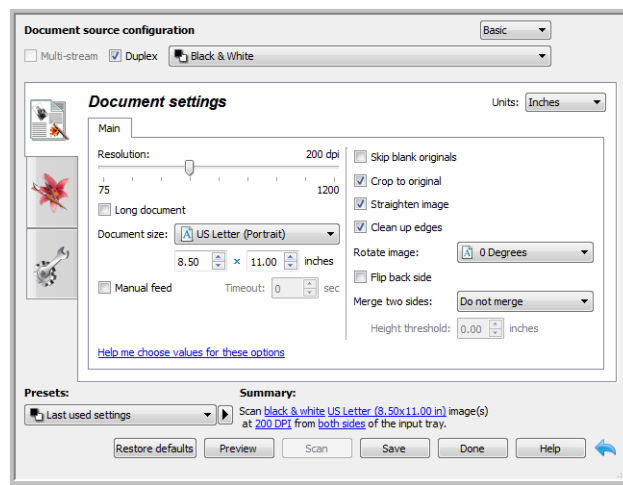 Document source configuration
Basic
Multi-stream
Duplex
Black & White
Document settings
Units:
Inches
Main
Resolution:
200 dpi
75
1200
Long document
Document size:
US Letter (Portrait)
8.50
×
11.00
inches
Manual feed
Timeout:
0
sec
Help me choose values for these options
Skip blank originals
Crop to original
Straighten image
Clean up edges
Rotate image:
0 Degrees
Flip back side
Merge two sides:
Do not merge
Height threshold:
0.00
inches
Presets:
Last used settings
Summary:
Scan black & white US Letter (8.50x11.00 in) image(s)
at 200 DPI from both sides of the input tray.
Restore defaults
Preview
Scan
Save
Done
Help